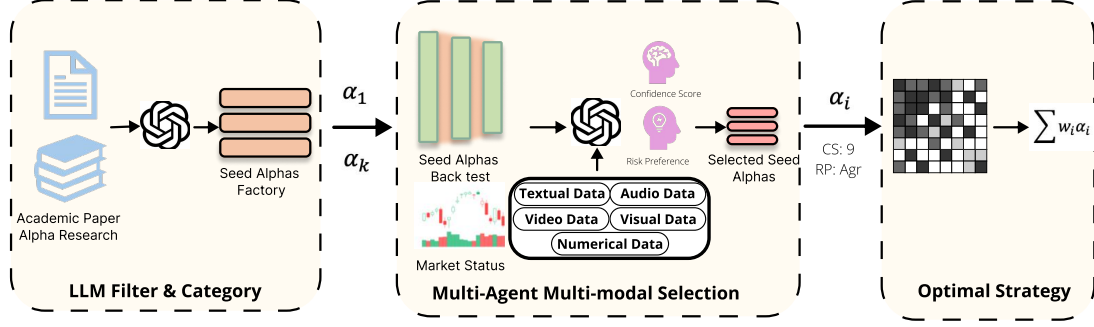 Academic Paper
Alpha Research
Seed Alphas
Factory
LLM Filter & Category
α1
αk
Seed Alphas
Back test
Market Status
Confidence Score
Risk Preference
Textual Data
Audio Data
Video Data
Visual Data
Numerical Data
Selected Seed
Alphas
Multi-Agent Multi-modal Selection
αi
CS: 9
RP: Agr
∑ wiαi
Optimal Strategy